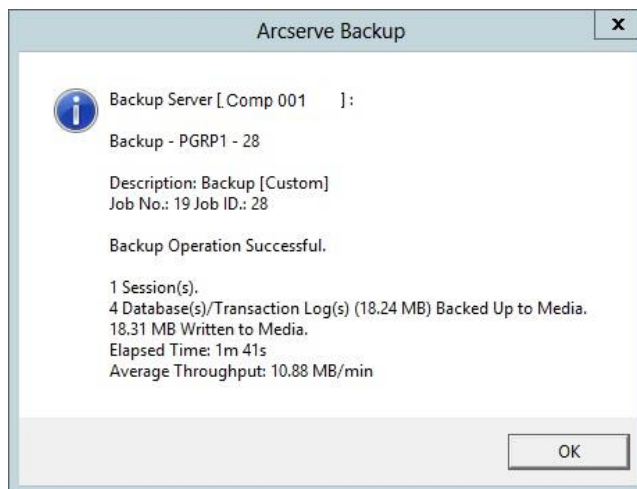 Arcserve Backup
x
i
Backup Server [ Comp 001 ] :
Backup - PGRP1 - 28
Description: Backup [Custom]
Job No.: 19 Job ID.: 28
Backup Operation Successful.
1 Session(s).
4 Database(s)/Transaction Log(s) (18.24 MB) Backed Up to Media.
18.31 MB Written to Media.
Elapsed Time: 1m 41s
Average Throughput: 10.88 MB/min
OK